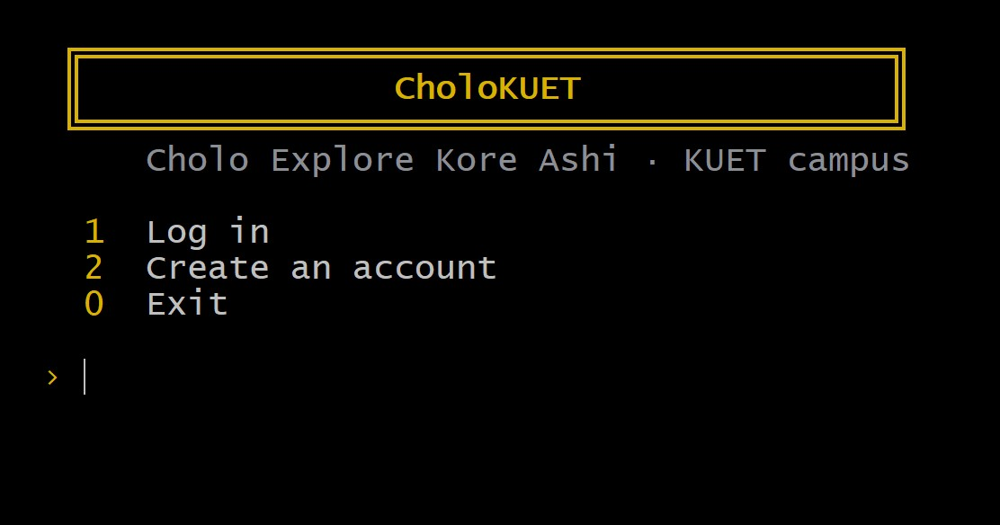 CholoKUET
Cholo Explore Kore Ashi · KUET campus
1 Log in
2 Create an account
0 Exit
>